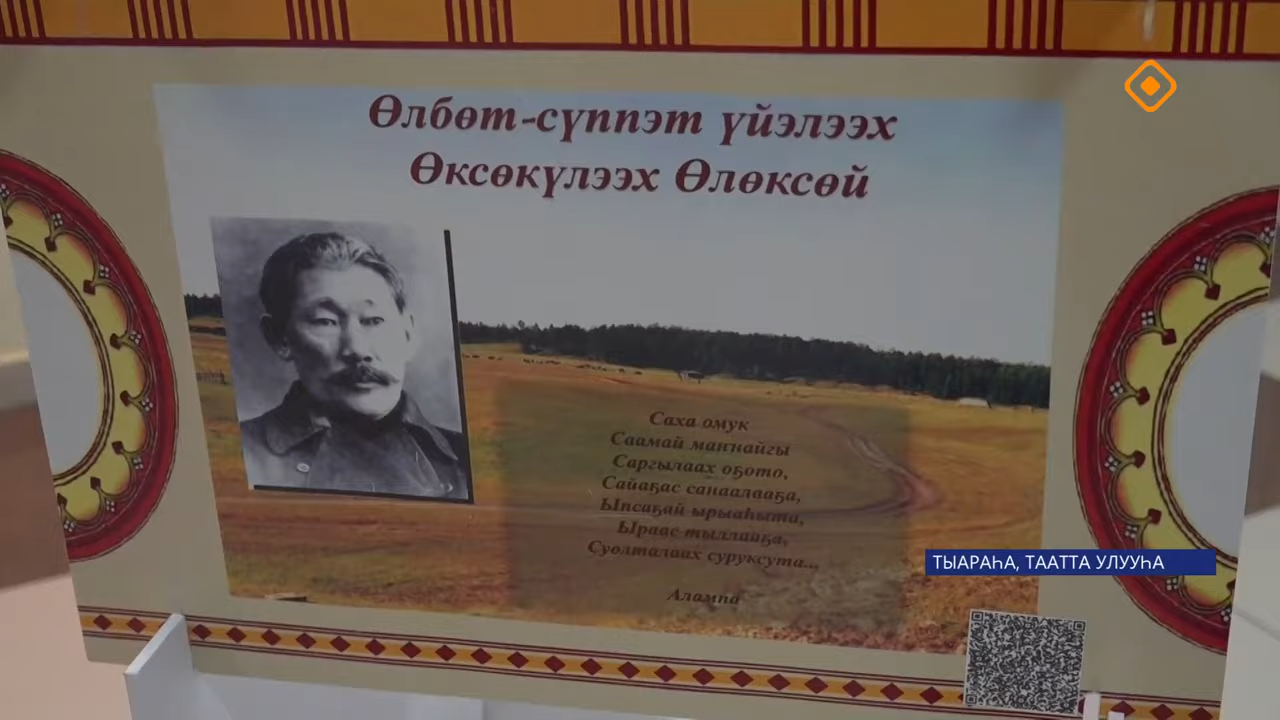 Өлбөт-сүппэт үйэлээх
Өксөкүлээх Өлөксөй
Саха омук
Саамай маҥнайгы
Саргылаах оҕото,
Сайаҕас санаалааҕа,
Ыпсаҕай ырыаһыта,
Ыраас тыллааҕа,
Суолталаах суруксута...
Алампа
ТЫАРАҺА, ТААТТА УЛУУҺА